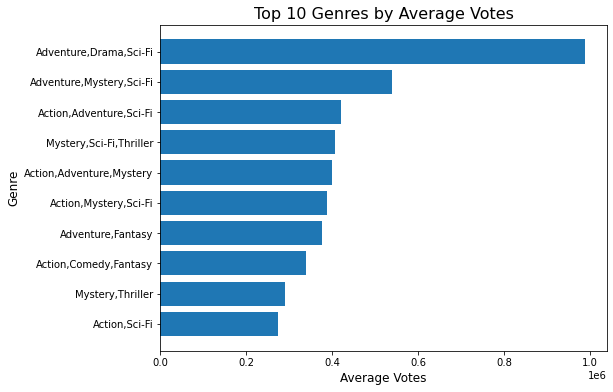 Top 10 Genres by Average Votes
Genre
Adventure,Drama,Sci-Fi
Adventure,Mystery,Sci-Fi
Action,Adventure,Sci-Fi
Mystery,Sci-Fi,Thriller
Action,Adventure,Mystery
Action,Mystery,Sci-Fi
Adventure,Fantasy
Action,Comedy,Fantasy
Mystery,Thriller
Action,Sci-Fi
0.0 0.2 0.4 0.6 0.8 1.0
1e6
Average Votes